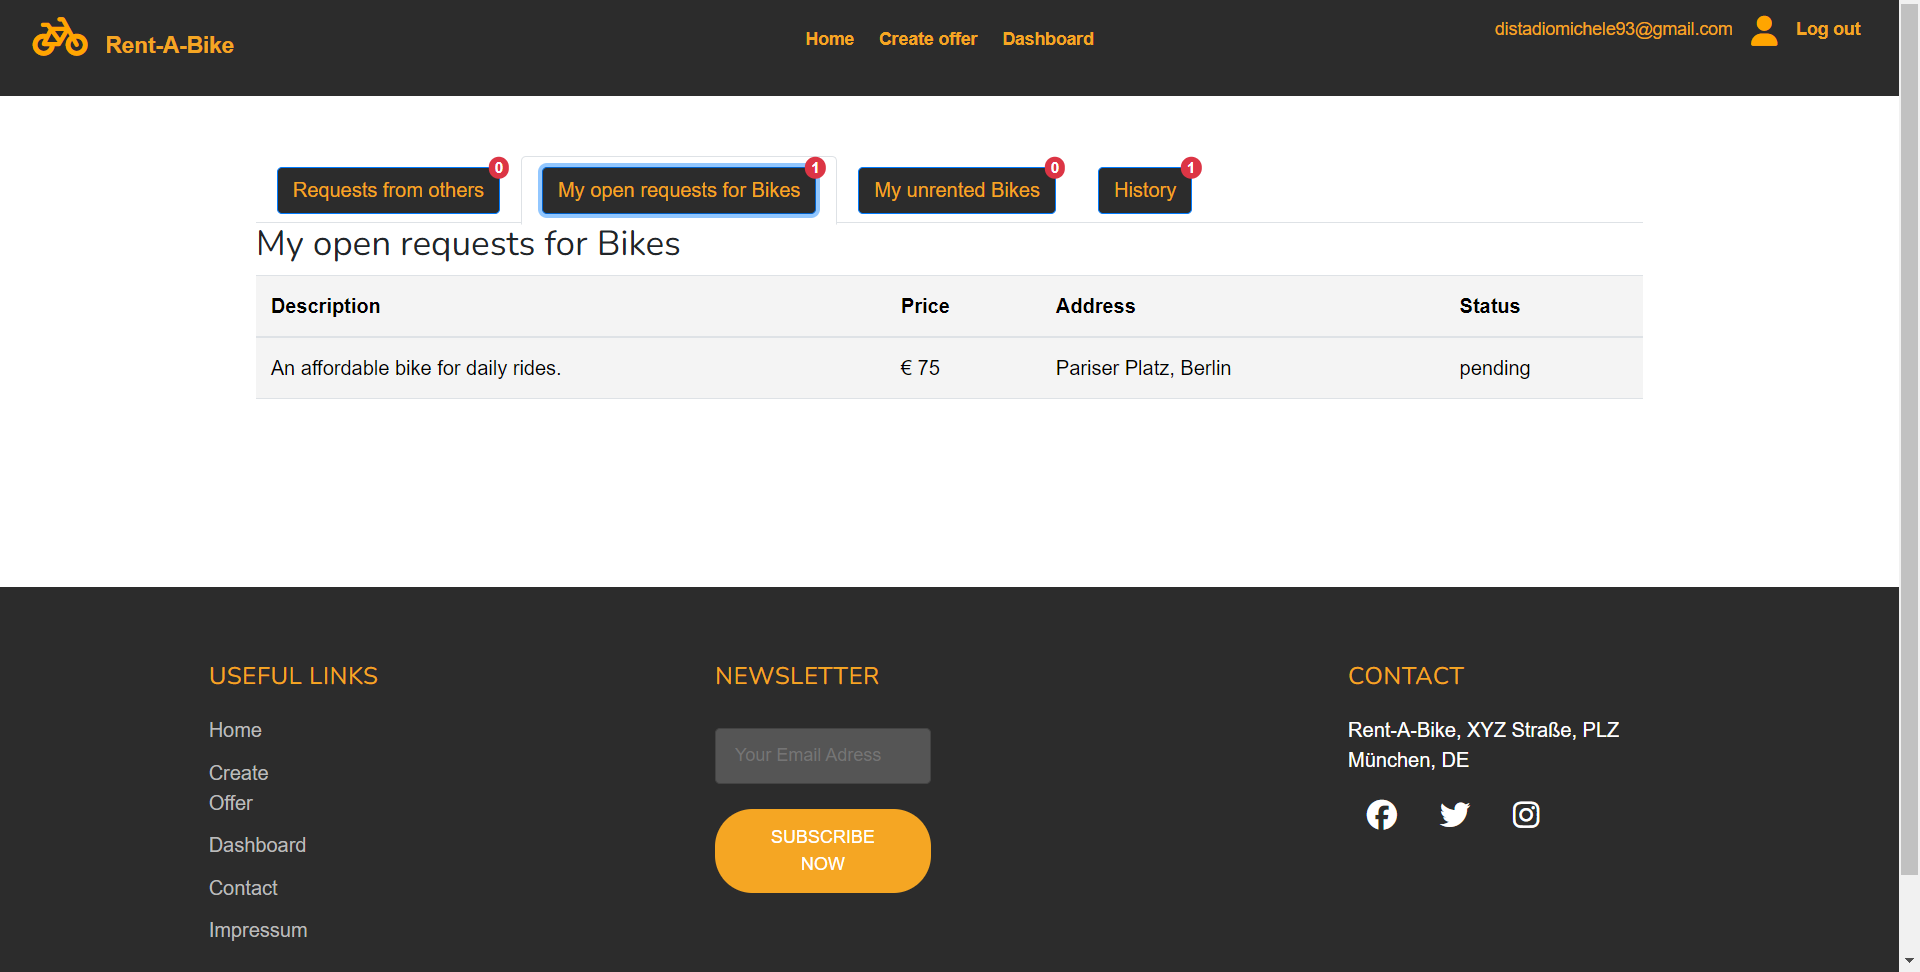 Rent-A-Bike
Home Create offer Dashboard
distadiomichele93@gmail.com Log out
Requests from others 0 My open requests for Bikes 1 My unrented Bikes 0 History 1
My open requests for Bikes
Description Price Address Status
An affordable bike for daily rides. € 75 Pariser Platz, Berlin pending
USEFUL LINKS
Home
Create
Offer
Dashboard
Contact
Impressum
NEWSLETTER
Your Email Adress
SUBSCRIBE
NOW
CONTACT
Rent-A-Bike, XYZ Straße, PLZ
München, DE